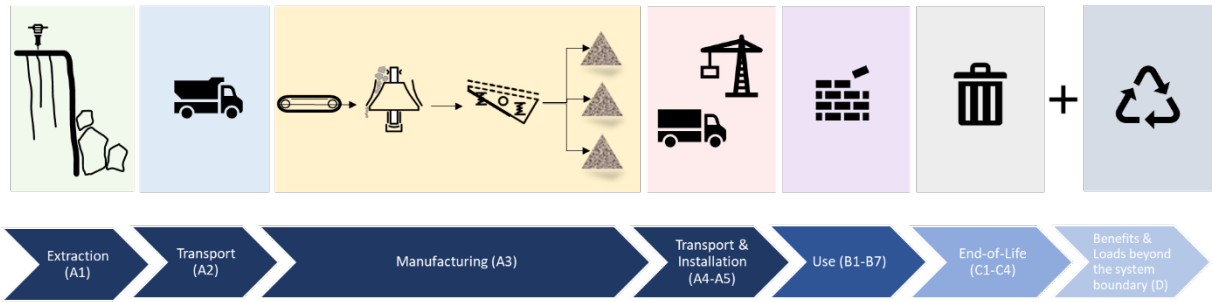 Extraction
(A1)
Transport
(A2)
Manufacturing (A3)
Transport &
Installation
(A4-A5)
Use (B1-B7)
End-of-Life
(C1-C4)
Benefits &
Loads beyond
the system
boundary (D)